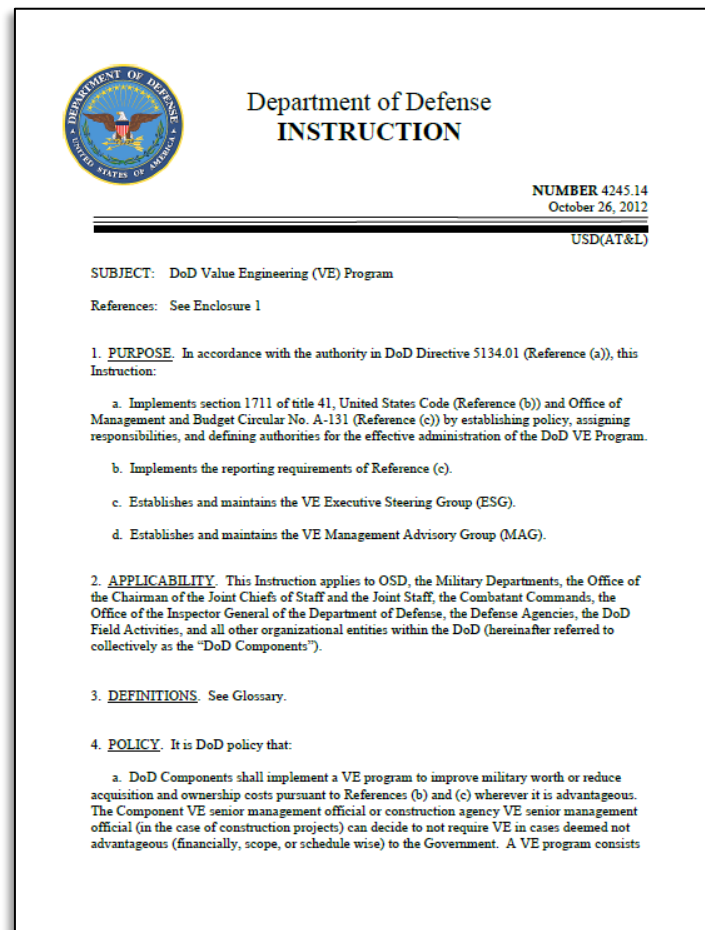 DEPARTMENT OF DEFENSE
UNITED STATES OF AMERICA
Department of Defense
INSTRUCTION
NUMBER 4245.14
October 26, 2012
USD(AT&L)
SUBJECT: DoD Value Engineering (VE) Program
References: See Enclosure 1
1. PURPOSE. In accordance with the authority in DoD Directive 5134.01 (Reference (a)), this
Instruction:
a. Implements section 1711 of title 41, United States Code (Reference (b)) and Office of
Management and Budget Circular No. A-131 (Reference (c)) by establishing policy, assigning
responsibilities, and defining authorities for the effective administration of the DoD VE Program.
b. Implements the reporting requirements of Reference (c).
c. Establishes and maintains the VE Executive Steering Group (ESG).
d. Establishes and maintains the VE Management Advisory Group (MAG).
2. APPLICABILITY. This Instruction applies to OSD, the Military Departments, the Office of
the Chairman of the Joint Chiefs of Staff and the Joint Staff, the Combatant Commands, the
Office of the Inspector General of the Department of Defense, the Defense Agencies, the DoD
Field Activities, and all other organizational entities within the DoD (hereinafter referred to
collectively as the “DoD Components”).
3. DEFINITIONS. See Glossary.
4. POLICY. It is DoD policy that:
a. DoD Components shall implement a VE program to improve military worth or reduce
acquisition and ownership costs pursuant to References (b) and (c) wherever it is advantageous.
The Component VE senior management official or construction agency VE senior management
official (in the case of construction projects) can decide to not require VE in cases deemed not
advantageous (financially, scope, or schedule wise) to the Government. A VE program consists